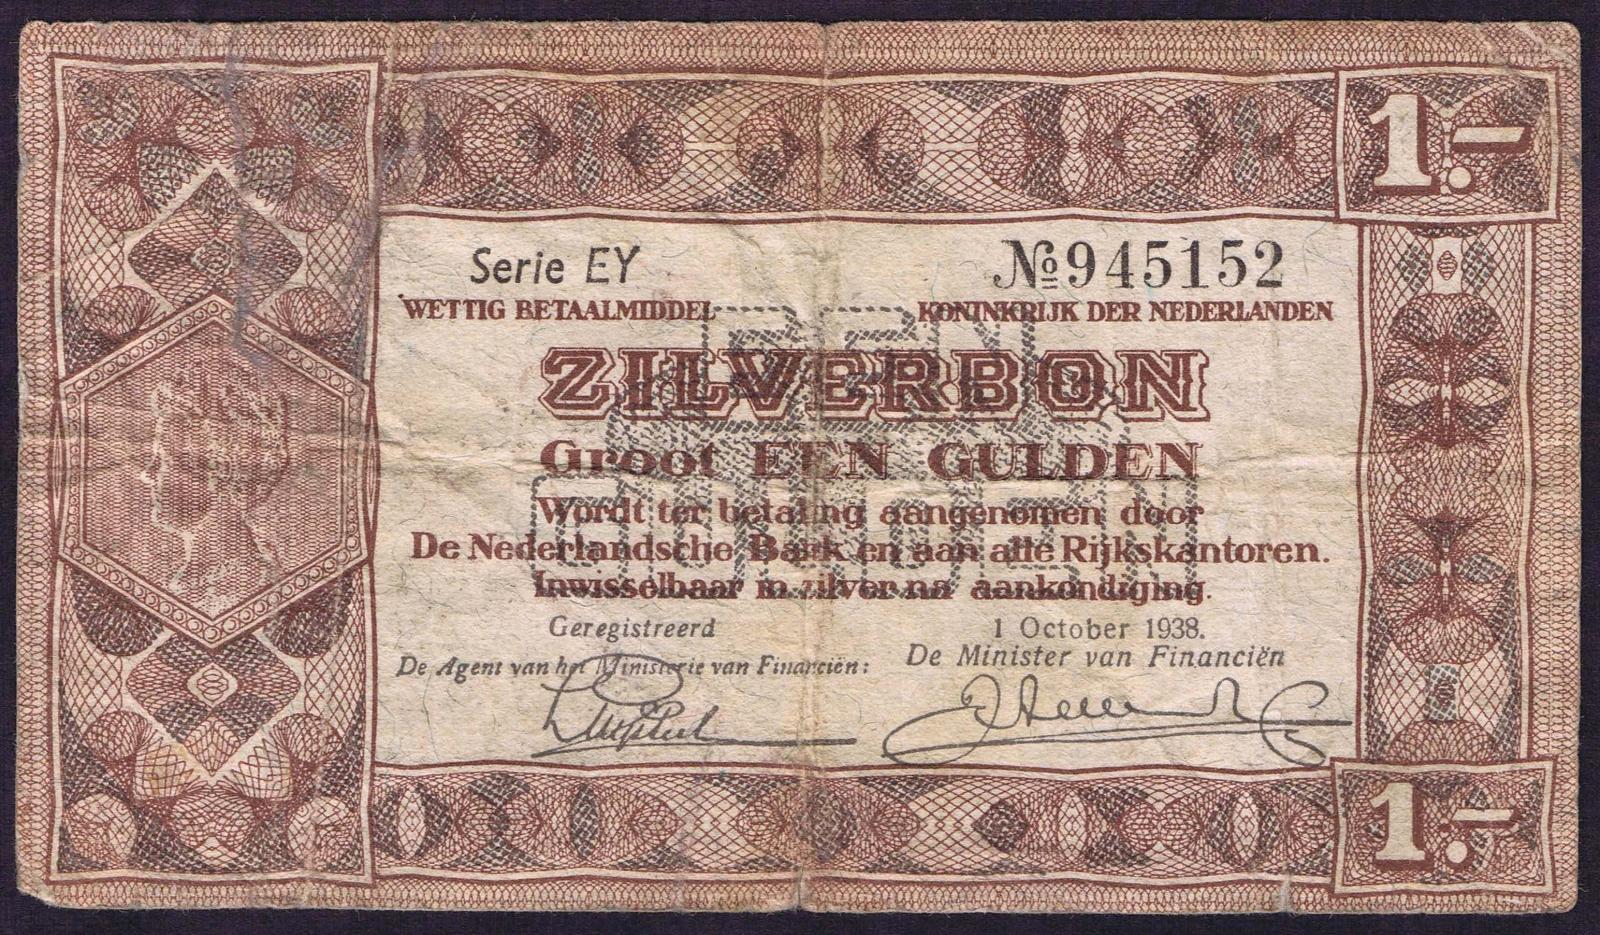 1.-
Serie EY
№945152
WETTIG BETAALMIDDEL
KONINKRIJK DER NEDERLANDEN
ZILVERBON
Groot EEN GULDEN
Wordt ter betaling aangenomen door
De Nederlandsche Bank en aan alle Rijkskantoren.
Inwisselbaar in zilver na aankondiging.
EEN
GULDEN
Geregistreerd
1 October 1938.
De Agent van het Ministerie van Financiën:
De Minister van Financiën
1.-